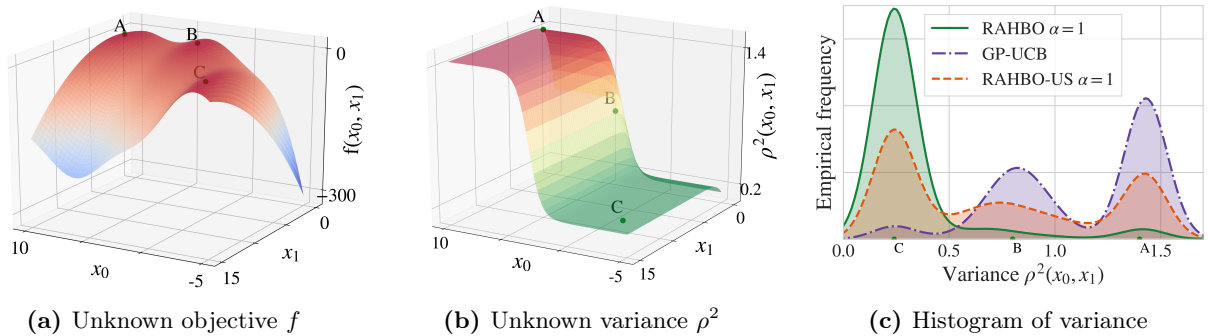 A
B
C
0
300
f(x₀, x₁)
10
x₀
-5
15
x₁
0
(a) Unknown objective f
A
B
C
1.4
0.2
ρ²(x₀, x₁)
10
x₀
-5
15
x₁
0
(b) Unknown variance ρ²
RAHBO α = 1
GP-UCB
RAHBO-US α = 1
Empirical frequency
0.0 0.5 1.0 1.5
C B A
Variance ρ²(x₀, x₁)
(c) Histogram of variance